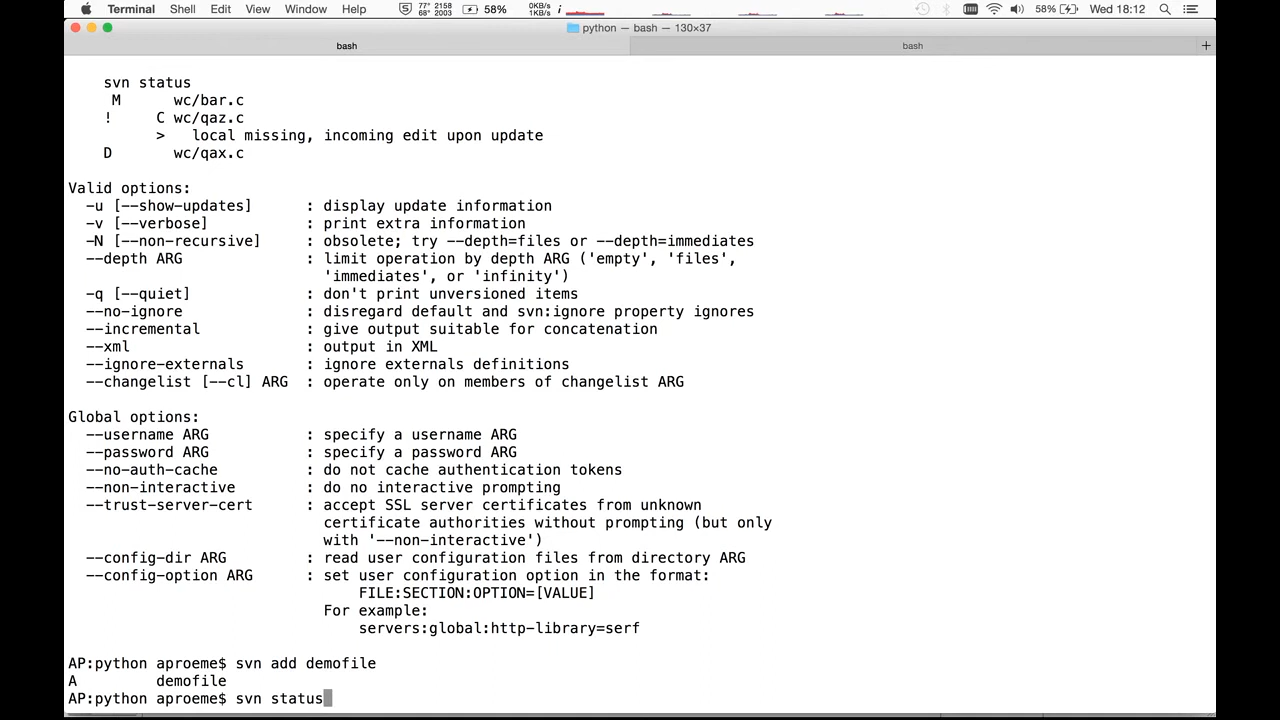 Terminal Shell Edit View Window Help 77° 2158 68° 2003 58% 0KB/s 1KB/s 58% Wed 18:12
python — bash — 130×37
bash bash +
svn status
 M      wc/bar.c
!     C wc/qaz.c
      >   local missing, incoming edit upon update
D       wc/qax.c
Valid options:
  -u [--show-updates]      : display update information
  -v [--verbose]           : print extra information
  -N [--non-recursive]     : obsolete; try --depth=files or --depth=immediates
  --depth ARG              : limit operation by depth ARG ('empty', 'files',
                             'immediates', or 'infinity')
  -q [--quiet]             : don't print unversioned items
  --no-ignore              : disregard default and svn:ignore property ignores
  --incremental            : give output suitable for concatenation
  --xml                    : output in XML
  --ignore-externals       : ignore externals definitions
  --changelist [--cl] ARG  : operate only on members of changelist ARG
Global options:
  --username ARG           : specify a username ARG
  --password ARG           : specify a password ARG
  --no-auth-cache          : do not cache authentication tokens
  --non-interactive        : do no interactive prompting
  --trust-server-cert      : accept SSL server certificates from unknown
                             certificate authorities without prompting (but only
                             with '--non-interactive')
  --config-dir ARG         : read user configuration files from directory ARG
  --config-option ARG      : set user configuration option in the format:
                                 FILE:SECTION:OPTION=[VALUE]
                             For example:
                                 servers:global:http-library=serf
AP:python aproeme$ svn add demofile
A         demofile
AP:python aproeme$ svn status